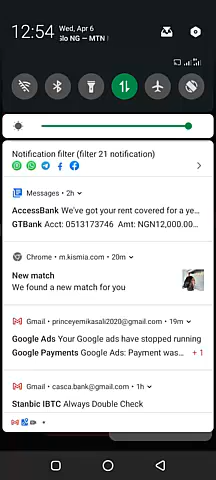 12:54
Wed, Apr 6
Glo NG — MTN
Notification filter (filter 21 notification)
Messages • 2h
AccessBank We've got your rent covered for a ye...
GTBank Acct: 0513173746 Amt: NGN12,000.00...
Chrome • m.kismia.com • 20m
New match
We found a new match for you
Gmail • princeyemikasali2020@gmail.com • 19m
Google Ads Your Google ads have stopped running
Google Payments Google Ads: Payment was... + 1
Gmail • casca.bank@gmail.com • 1h
Stanbic IBTC Always Double Check